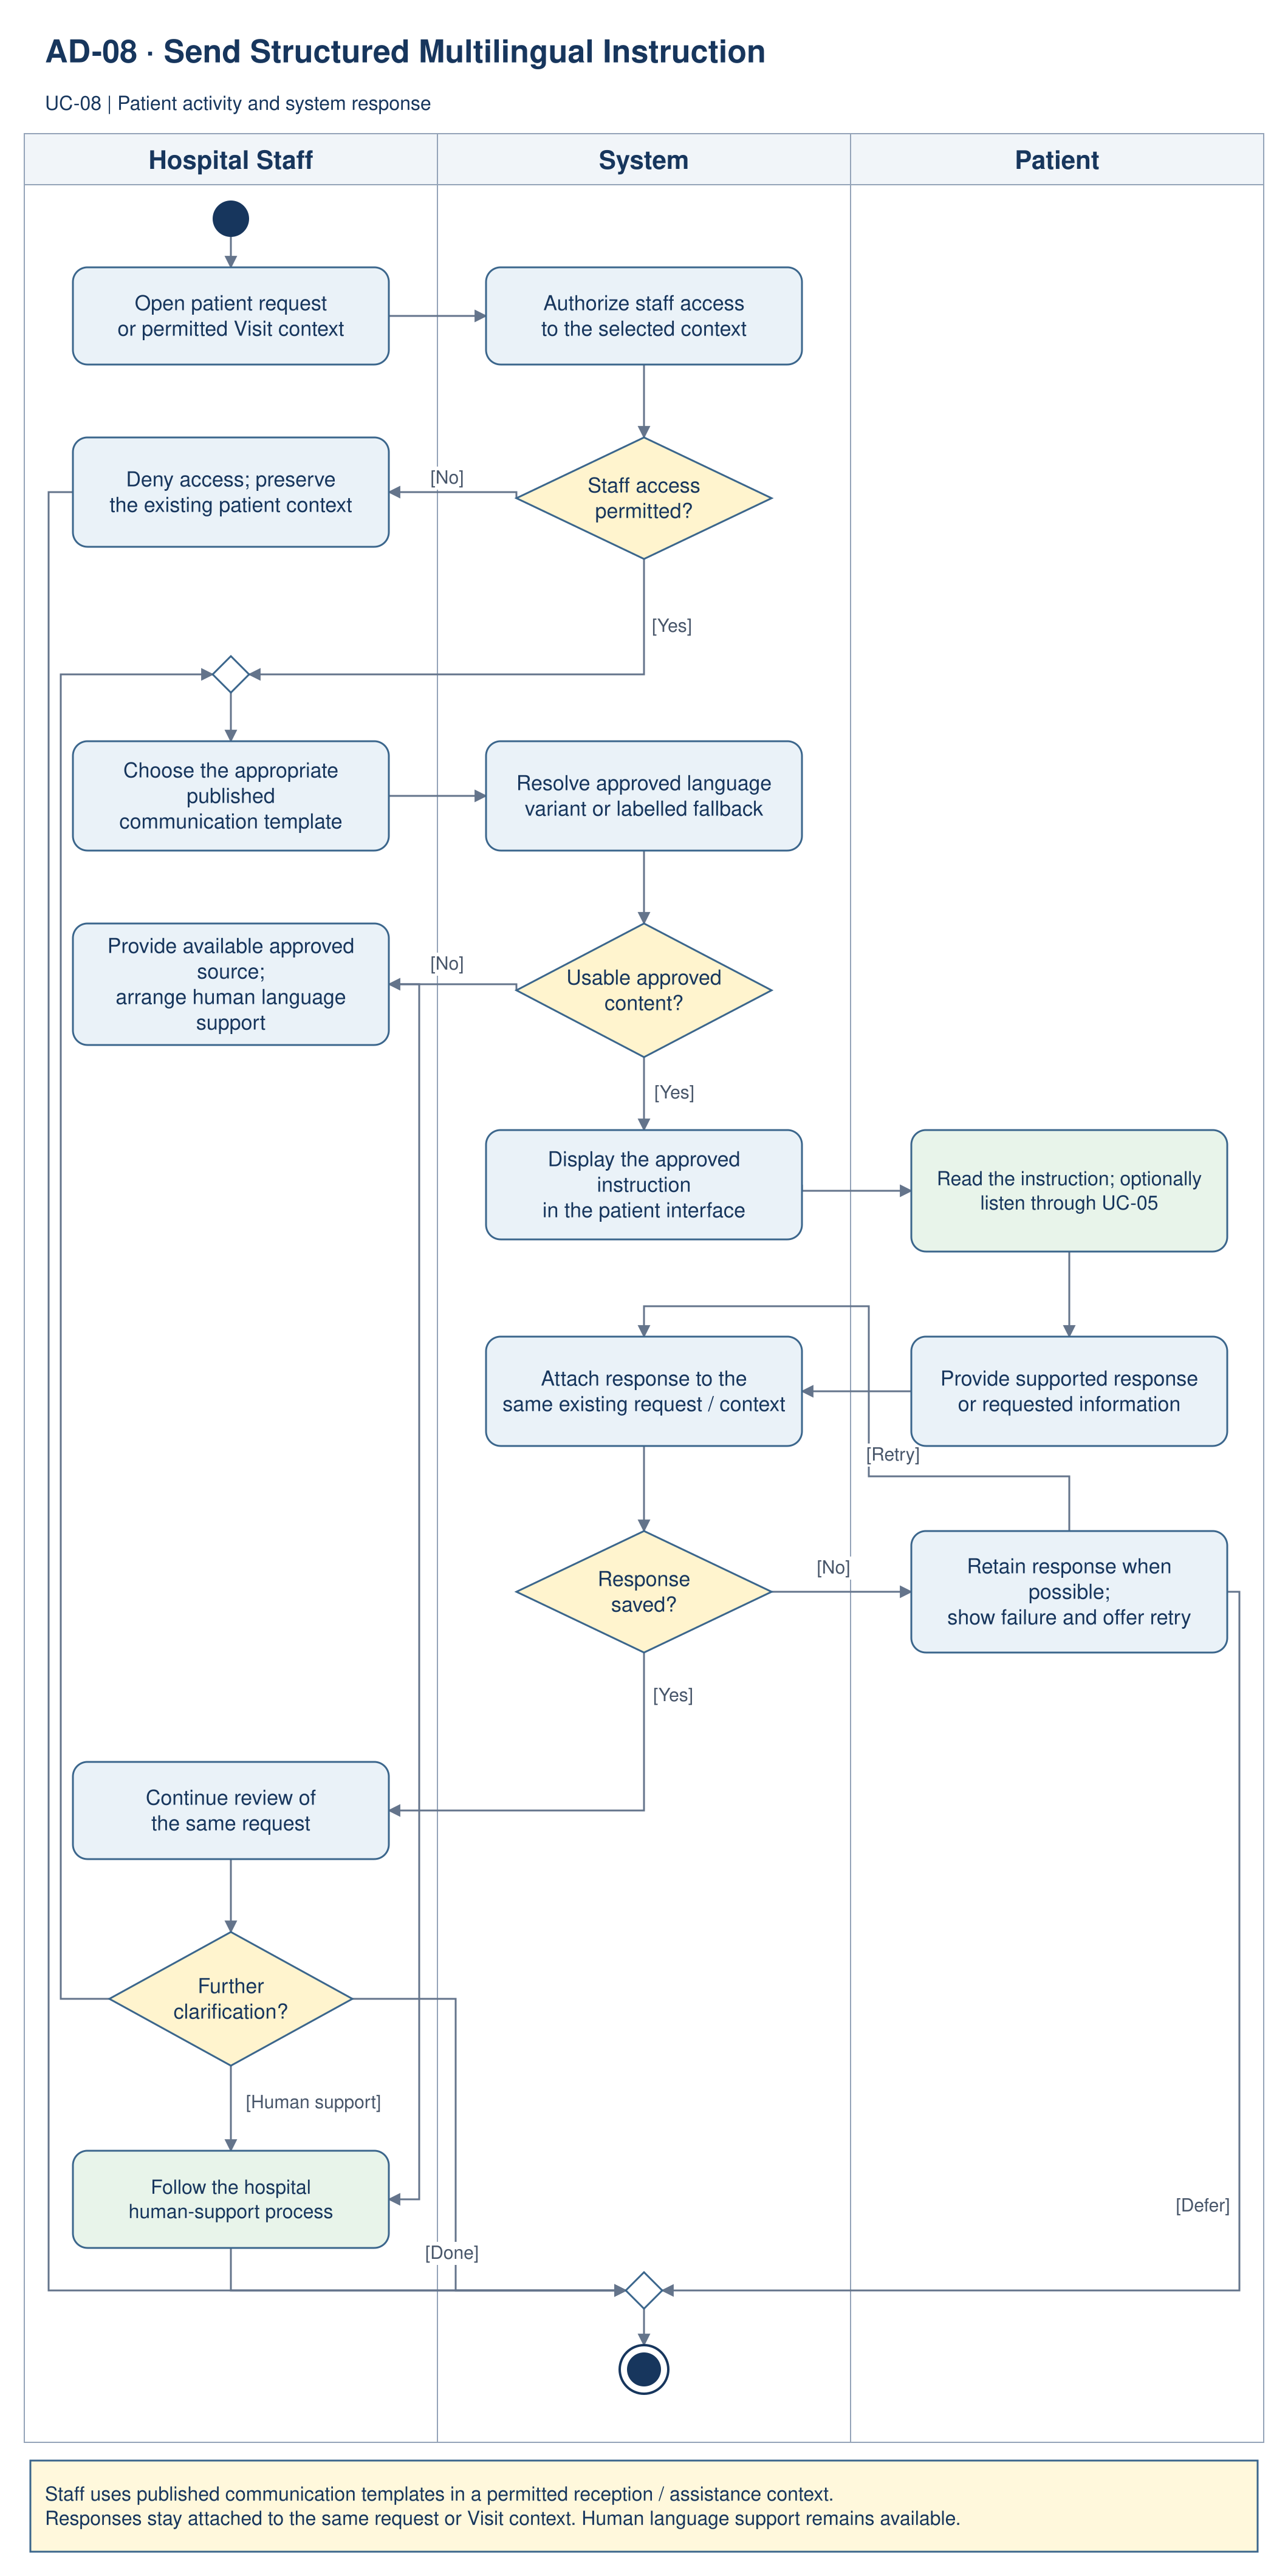 AD-08 · Send Structured Multilingual Instruction
UC-08 | Patient activity and system response
Hospital Staff
System
Patient
Open patient request
or permitted Visit context
Authorize staff access
to the selected context
Deny access; preserve
the existing patient context
[No]
Staff access
permitted?
[Yes]
Choose the appropriate
published
communication template
Resolve approved language
variant or labelled fallback
Provide available approved
source;
arrange human language
support
[No]
Usable approved
content?
[Yes]
Display the approved
instruction
in the patient interface
Read the instruction; optionally
listen through UC-05
Attach response to the
same existing request / context
Provide supported response
or requested information
[Retry]
Response
saved?
[No]
Retain response when
possible;
show failure and offer retry
[Yes]
Continue review of
the same request
Further
clarification?
[Human support]
Follow the hospital
human-support process
[Defer]
[Done]
Staff uses published communication templates in a permitted reception / assistance context.
Responses stay attached to the same request or Visit context. Human language support remains available.